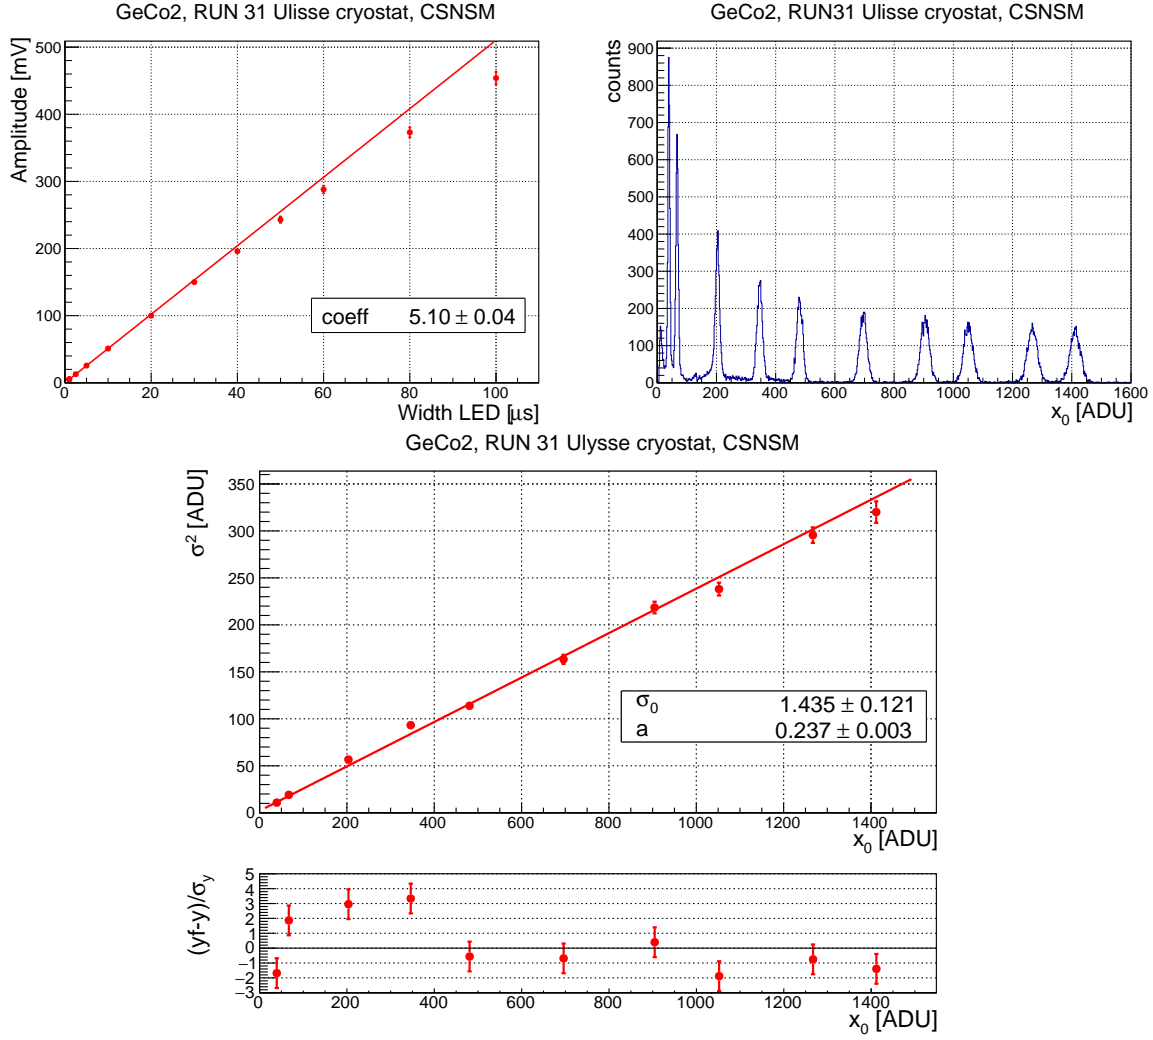 GeCo2, RUN 31 Ulisse cryostat, CSNSM
Amplitude [mV]
500
400
300
200
100
0
coeff 5.10 ± 0.04
0 20 40 60 80 100
Width LED [μs]
GeCo2, RUN31 Ulisse cryostat, CSNSM
counts
900
800
700
600
500
400
300
200
100
0
0 200 400 600 800 1000 1200 1400 1600
x₀ [ADU]
GeCo2, RUN 31 Ulysse cryostat, CSNSM
σ² [ADU]
350
300
250
200
150
100
50
0
σ₀ 1.435 ± 0.121
a 0.237 ± 0.003
0 200 400 600 800 1000 1200 1400
x₀ [ADU]
(yf-y)/σᵧ
5
4
3
2
1
0
−1
−2
−3
0 200 400 600 800 1000 1200 1400
x₀ [ADU]